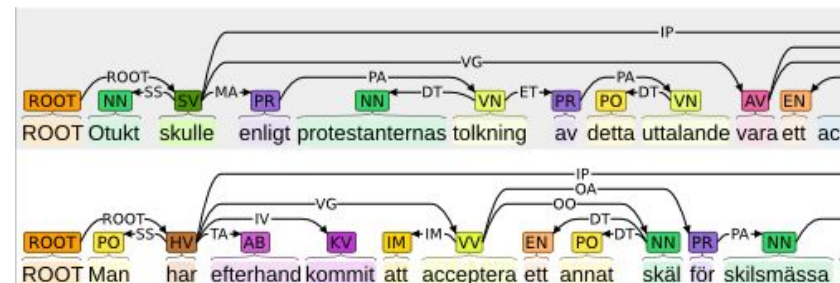 IP
VG
ROOT SS MA PA DT ET PA DT
ROOT NN SV PR NN VN PR PO VN AV EN
ROOT Otukt skulle enligt protestanternas tolkning av detta uttalande vara ett ac
IP
OA
VG OO
ROOT IV DT
SS TA IM DT PA
ROOT PO HV AB KV IM VV EN PO NN PR NN
ROOT Man har efterhand kommit att acceptera ett annat skäl för skilsmässa